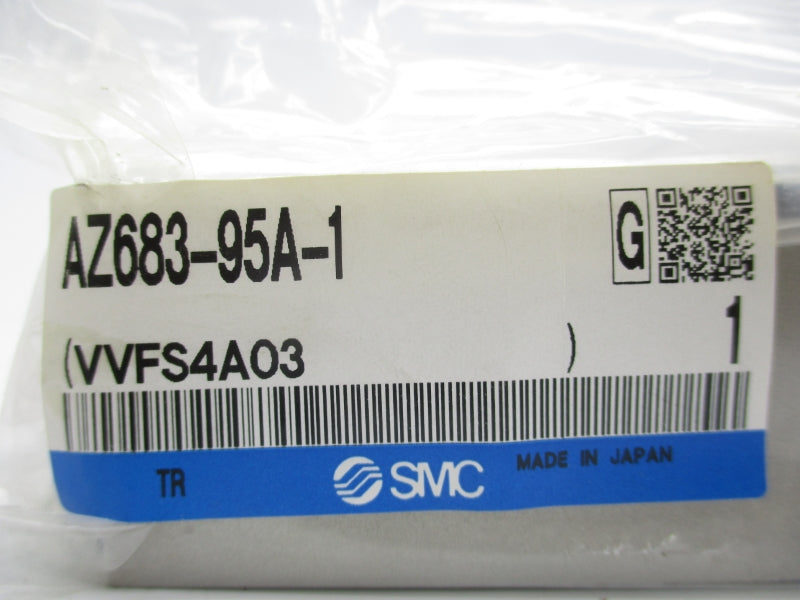 AZ683-95A-1
G
(VVFS4A03 )
1
TR
SMC
MADE IN JAPAN